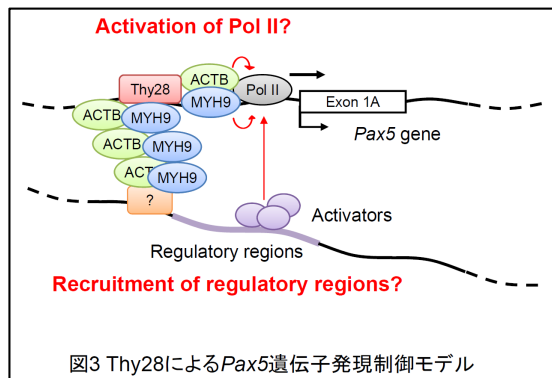 Activation of Pol II?
ACTB
Thy28
Pol II
MYH9
Exon 1A
ACTB
MYH9
Pax5 gene
ACTB
MYH9
ACT
MYH9
?
Activators
Regulatory regions
Recruitment of regulatory regions?
図3 Thy28によるPax5遺伝子発現制御モデル